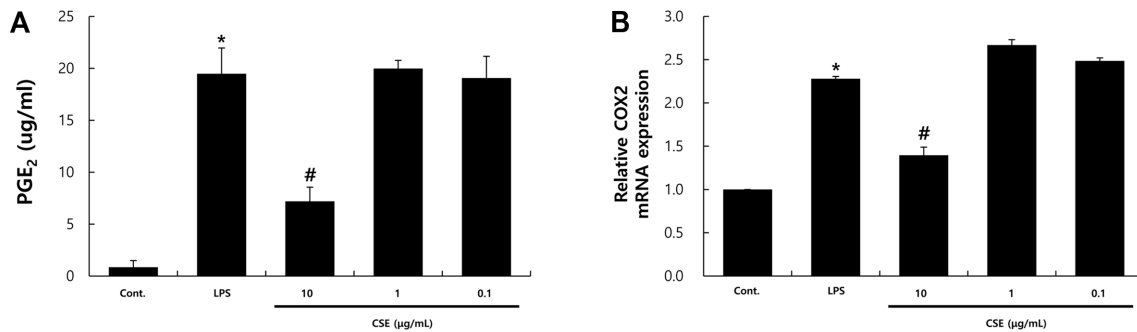 A
PGE₂ (ug/ml)
25
20
15
10
5
0
*
#
Cont. LPS 10 1 0.1
CSE (μg/mL)
B
Relative COX2
mRNA expression
3.0
2.5
2.0
1.5
1.0
0.5
0.0
*
#
Cont. LPS 10 1 0.1
CSE (μg/mL)